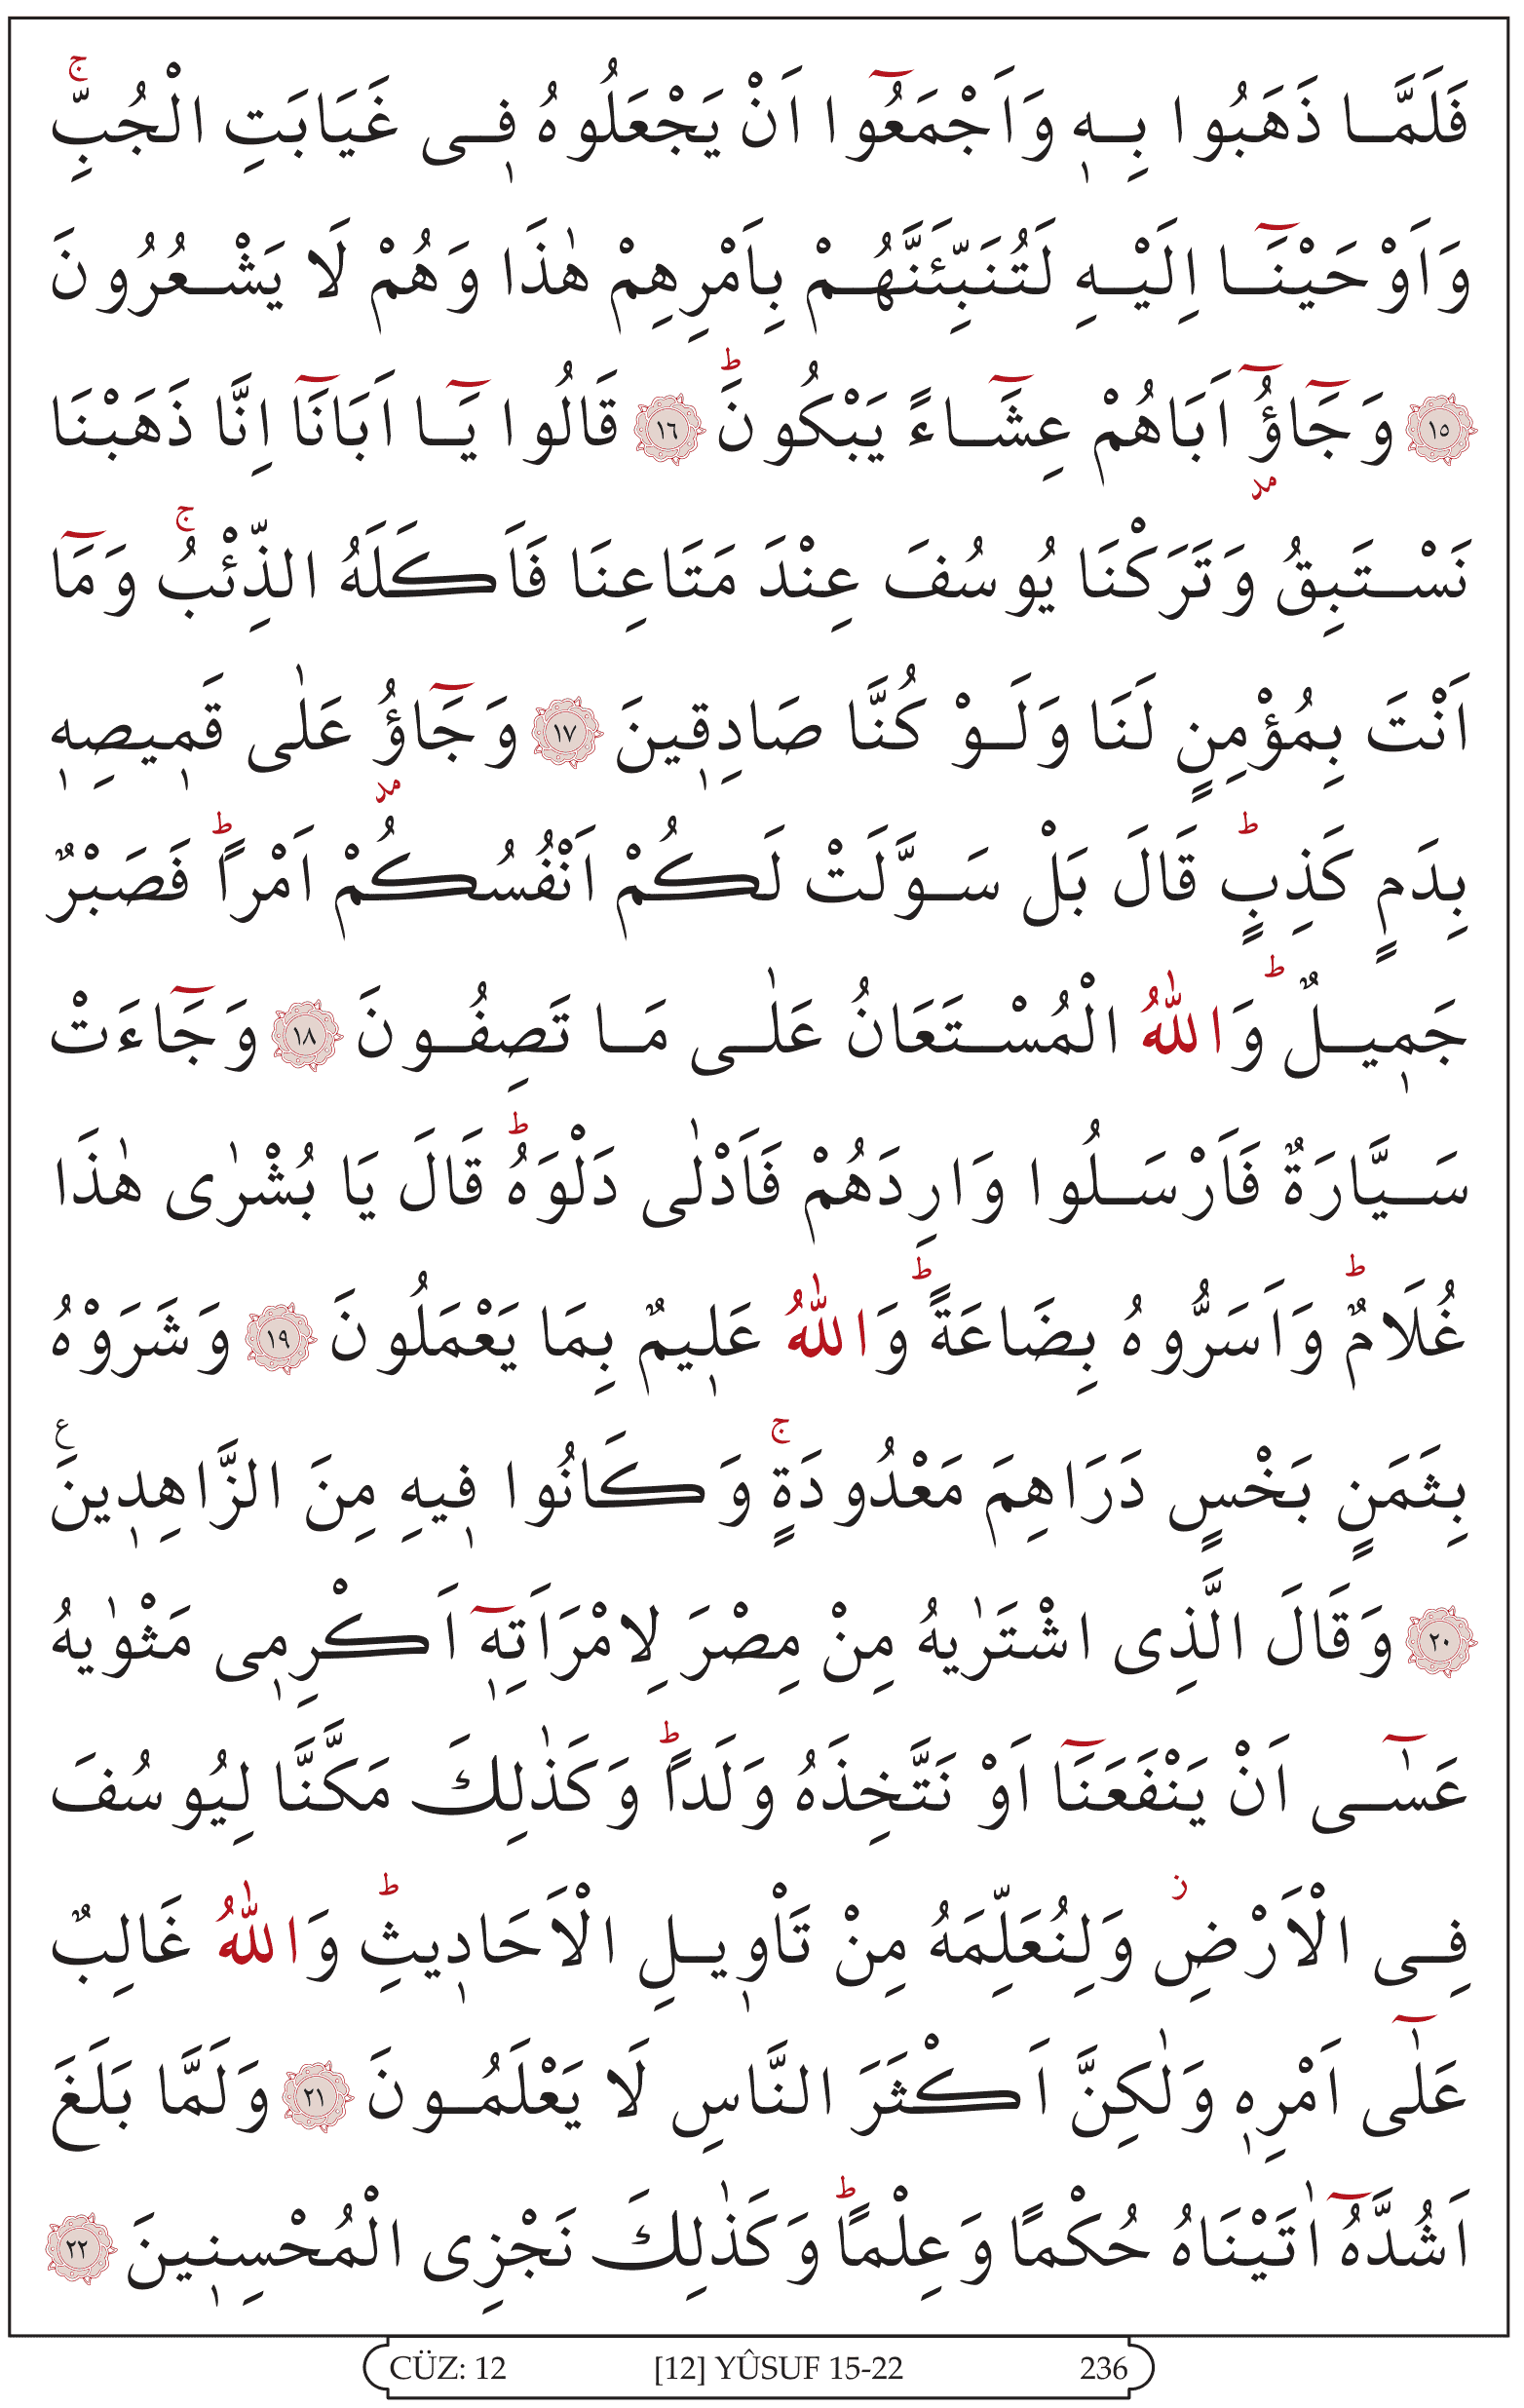 فَلَمَّا ذَهَبُوا بِهٖ وَاَجْمَعُٓوا اَنْ يَجْعَلُوهُ فٖى غَيَابَتِ الْجُبِّۚ
وَاَوْحَيْنَٓا اِلَيْهِ لَتُنَبِّئَنَّهُمْ بِاَمْرِهِمْ هٰذَا وَهُمْ لَا يَشْعُرُونَ
﴿١٥﴾ وَجَٓاؤُٓ اَبَاهُمْ عِشَٓاءً يَبْكُونَۜ ﴿١٦﴾ قَالُوا يَٓا اَبَانَٓا اِنَّا ذَهَبْنَا
مد
نَسْتَبِقُ وَتَرَكْنَا يُوسُفَ عِنْدَ مَتَاعِنَا فَاَكَلَهُ الذِّئْبُۚ وَمَٓا
اَنْتَ بِمُؤْمِنٍ لَنَا وَلَوْ كُنَّا صَادِقٖينَ ﴿١٧﴾ وَجَٓاؤُ عَلٰى قَمٖيصِهٖ
مد
بِدَمٍ كَذِبٍۜ قَالَ بَلْ سَوَّلَتْ لَكُمْ اَنْفُسُكُمْ اَمْراًۜ فَصَبْرٌ
جَمٖيلٌۜ وَاللّٰهُ الْمُسْتَعَانُ عَلٰى مَا تَصِفُونَ ﴿١٨﴾ وَجَٓاءَتْ
سَيَّارَةٌ فَاَرْسَلُوا وَارِدَهُمْ فَاَدْلٰى دَلْوَهُۜ قَالَ يَا بُشْرٰى هٰذَا
غُلَامٌۜ وَاَسَرُّوهُ بِضَاعَةًۜ وَاللّٰهُ عَلٖيمٌ بِمَا يَعْمَلُونَ ﴿١٩﴾ وَشَرَوْهُ
بِثَمَنٍ بَخْسٍ دَرَاهِمَ مَعْدُودَةٍۚ وَكَانُوا فٖيهِ مِنَ الزَّاهِدٖينَ ع
﴿٢٠﴾ وَقَالَ الَّذِى اشْتَرٰيهُ مِنْ مِصْرَ لِامْرَاَتِهٖٓ اَكْرِمٖى مَثْوٰيهُ
عَسٰٓى اَنْ يَنْفَعَنَٓا اَوْ نَتَّخِذَهُ وَلَداًۜ وَكَذٰلِكَ مَكَّنَّا لِيُوسُفَ
فِى الْاَرْضِؗ وَلِنُعَلِّمَهُ مِنْ تَاْوٖيلِ الْاَحَادٖيثِۜ وَاللّٰهُ غَالِبٌ
عَلٰٓى اَمْرِهٖ وَلٰكِنَّ اَكْثَرَ النَّاسِ لَا يَعْلَمُونَ ﴿٢١﴾ وَلَمَّا بَلَغَ
اَشُدَّهُٓ اٰتَيْنَاهُ حُكْمًا وَعِلْمًاۜ وَكَذٰلِكَ نَجْزِى الْمُحْسِنٖينَ ﴿٢٢﴾
CÜZ: 12 [12] YÛSUF 15-22 236